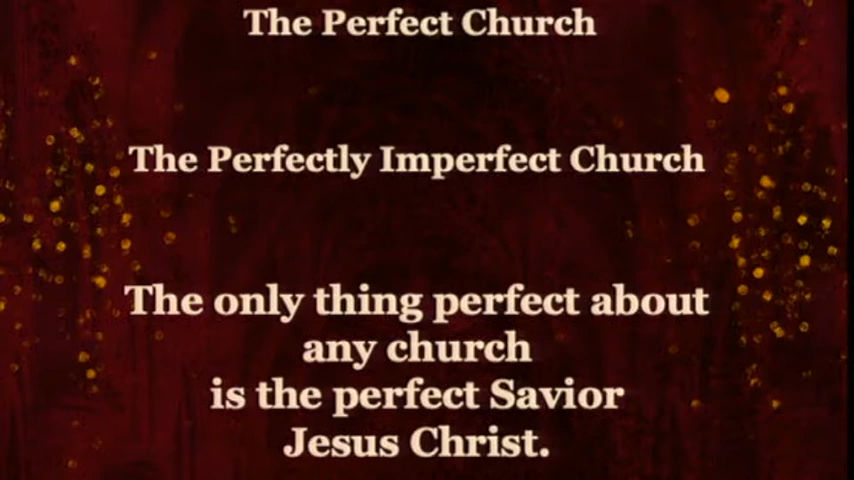 The Perfect Church
The Perfectly Imperfect Church
The only thing perfect about
any church
is the perfect Savior
Jesus Christ.